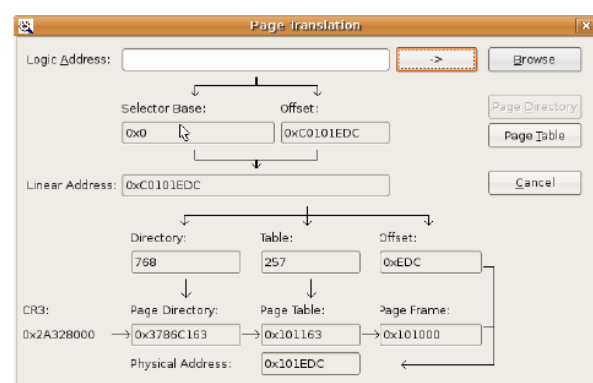 Page Translation
Logic Address:
->
Browse
Selector Base:
Offset:
Page Directory
0x0
0xC0101EDC
Page Table
Linear Address:
0xC0101EDC
Cancel
Directory:
Table:
Offset:
768
257
0xEDC
CR3:
Page Directory:
Page Table:
Page Frame:
0x2A328000
0x3786C163
0x101163
0x101000
Physical Address:
0x101EDC